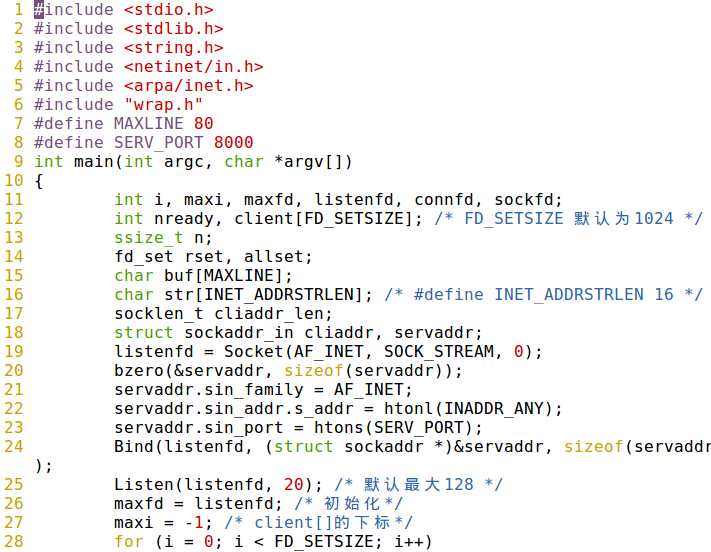 1 #include <stdio.h>
2 #include <stdlib.h>
3 #include <string.h>
4 #include <netinet/in.h>
5 #include <arpa/inet.h>
6 #include "wrap.h"
7 #define MAXLINE 80
8 #define SERV_PORT 8000
9 int main(int argc, char *argv[])
10 {
11         int i, maxi, maxfd, listenfd, connfd, sockfd;
12         int nready, client[FD_SETSIZE]; /* FD_SETSIZE 默认为1024 */
13         ssize_t n;
14         fd_set rset, allset;
15         char buf[MAXLINE];
16         char str[INET_ADDRSTRLEN]; /* #define INET_ADDRSTRLEN 16 */
17         socklen_t cliaddr_len;
18         struct sockaddr_in cliaddr, servaddr;
19         listenfd = Socket(AF_INET, SOCK_STREAM, 0);
20         bzero(&servaddr, sizeof(servaddr));
21         servaddr.sin_family = AF_INET;
22         servaddr.sin_addr.s_addr = htonl(INADDR_ANY);
23         servaddr.sin_port = htons(SERV_PORT);
24         Bind(listenfd, (struct sockaddr *)&servaddr, sizeof(servaddr
);
25         Listen(listenfd, 20); /* 默认最大128 */
26         maxfd = listenfd; /* 初始化*/
27         maxi = -1; /* client[]的下标*/
28         for (i = 0; i < FD_SETSIZE; i++)